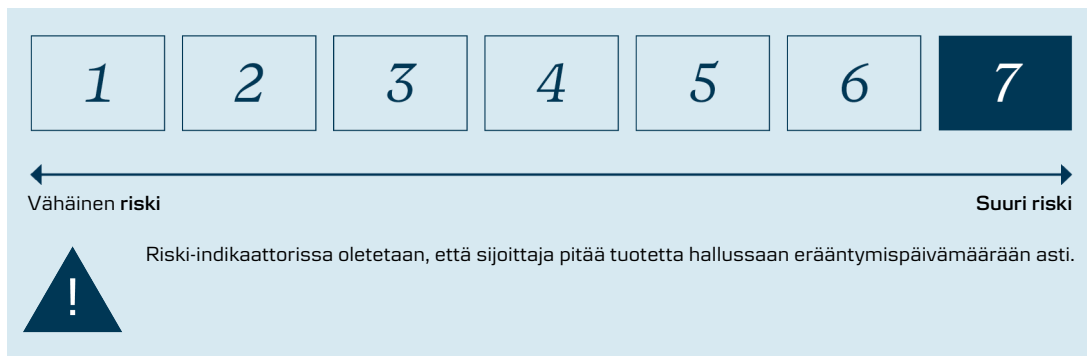 1 2 3 4 5 6 7
Vähäinen riski Suuri riski
Riski-indikaattorissa oletetaan, että sijoittaja pitää tuotetta hallussaan erääntymispäivämäärään asti.
!